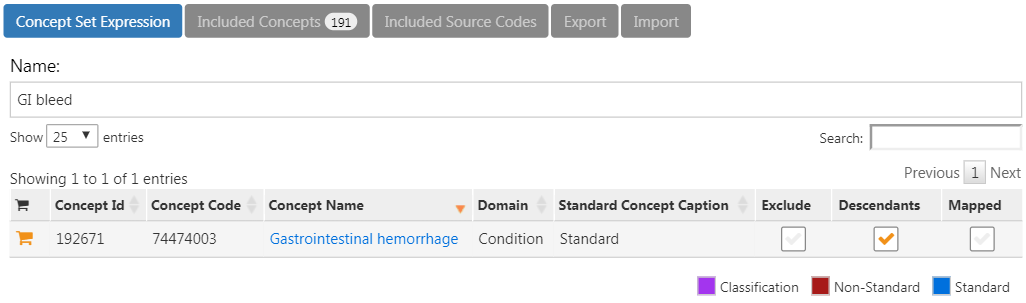 Concept Set Expression Included Concepts 191 Included Source Codes Export Import
Name:
GI bleed
Show 25 entries Search:
Showing 1 to 1 of 1 entries Previous 1 Next
Concept Id Concept Code Concept Name Domain Standard Concept Caption Exclude Descendants Mapped
192671 74474003 Gastrointestinal hemorrhage Condition Standard
Classification Non-Standard Standard